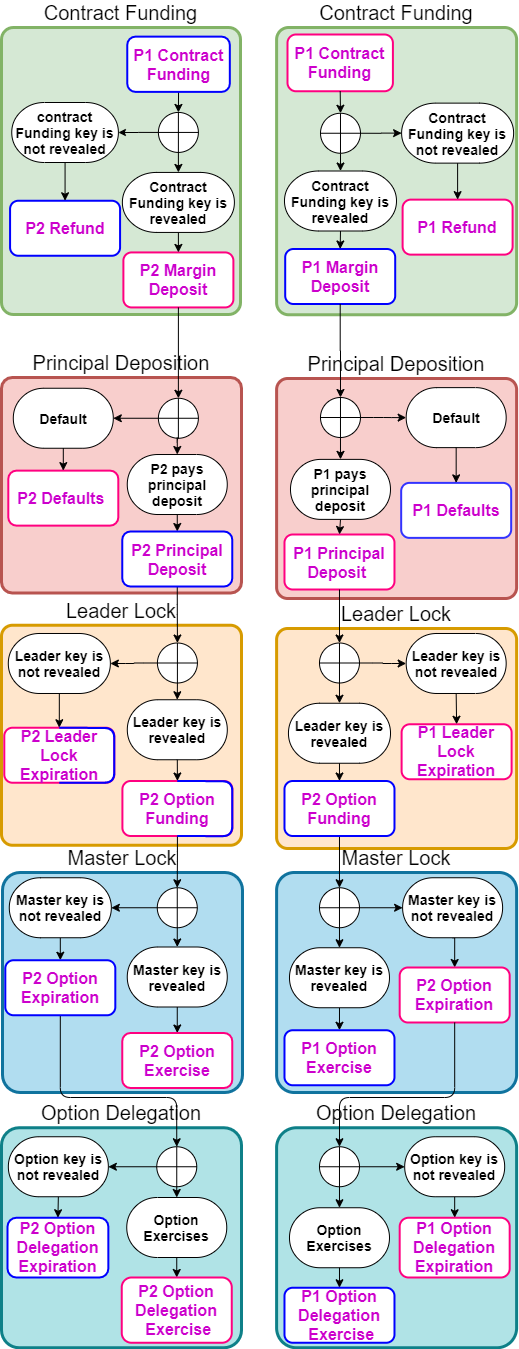 Contract Funding
P1 Contract
Funding
contract
Funding key is
not revealed
Contract
Funding key is
revealed
P2 Refund
P2 Margin
Deposit
Principal Deposition
Default
P2 pays
principal
deposit
P2 Defaults
P2 Principal
Deposit
Leader Lock
Leader key is
not revealed
Leader key is
revealed
P2 Leader
Lock
Expiration
P2 Option
Funding
Master Lock
Master key is
not revealed
Master key is
revealed
P2 Option
Expiration
P2 Option
Exercise
Option Delegation
Option key is
not revealed
Option
Exercises
P2 Option
Delegation
Expiration
P2 Option
Delegation
Exercise
Contract Funding
P1 Contract
Funding
Contract
Funding key is
not revealed
Contract
Funding key is
revealed
P1 Refund
P1 Margin
Deposit
Principal Deposition
Default
P1 pays
principal
deposit
P1 Defaults
P1 Principal
Deposit
Leader Lock
Leader key is
not revealed
Leader key is
revealed
P1 Leader
Lock
Expiration
P2 Option
Funding
Master Lock
Master key is
not revealed
Master key is
revealed
P2 Option
Expiration
P1 Option
Exercise
Option Delegation
Option key is
not revealed
Option
Exercises
P1 Option
Delegation
Expiration
P1 Option
Delegation
Exercise